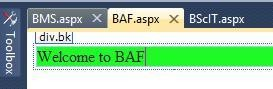 BMS.aspx BAF.aspx BScIT.aspx
Toolbox
div.bk
Welcome to BAF